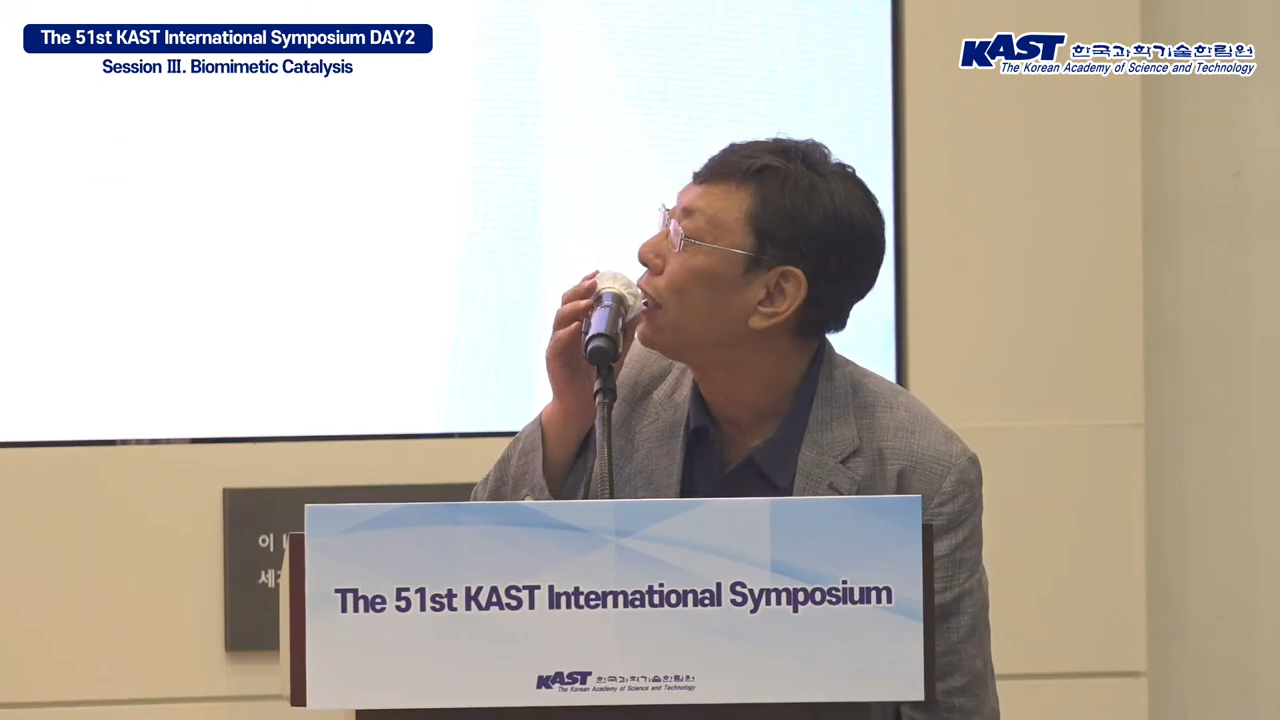 The 51st KAST International Symposium DAY2
Session Ⅲ. Biomimetic Catalysis
KAST 한국과학기술한림원
The Korean Academy of Science and Technology
이
The 51st KAST International Symposium
KAST 한국과학기술한림원
The Korean Academy of Science and Technology